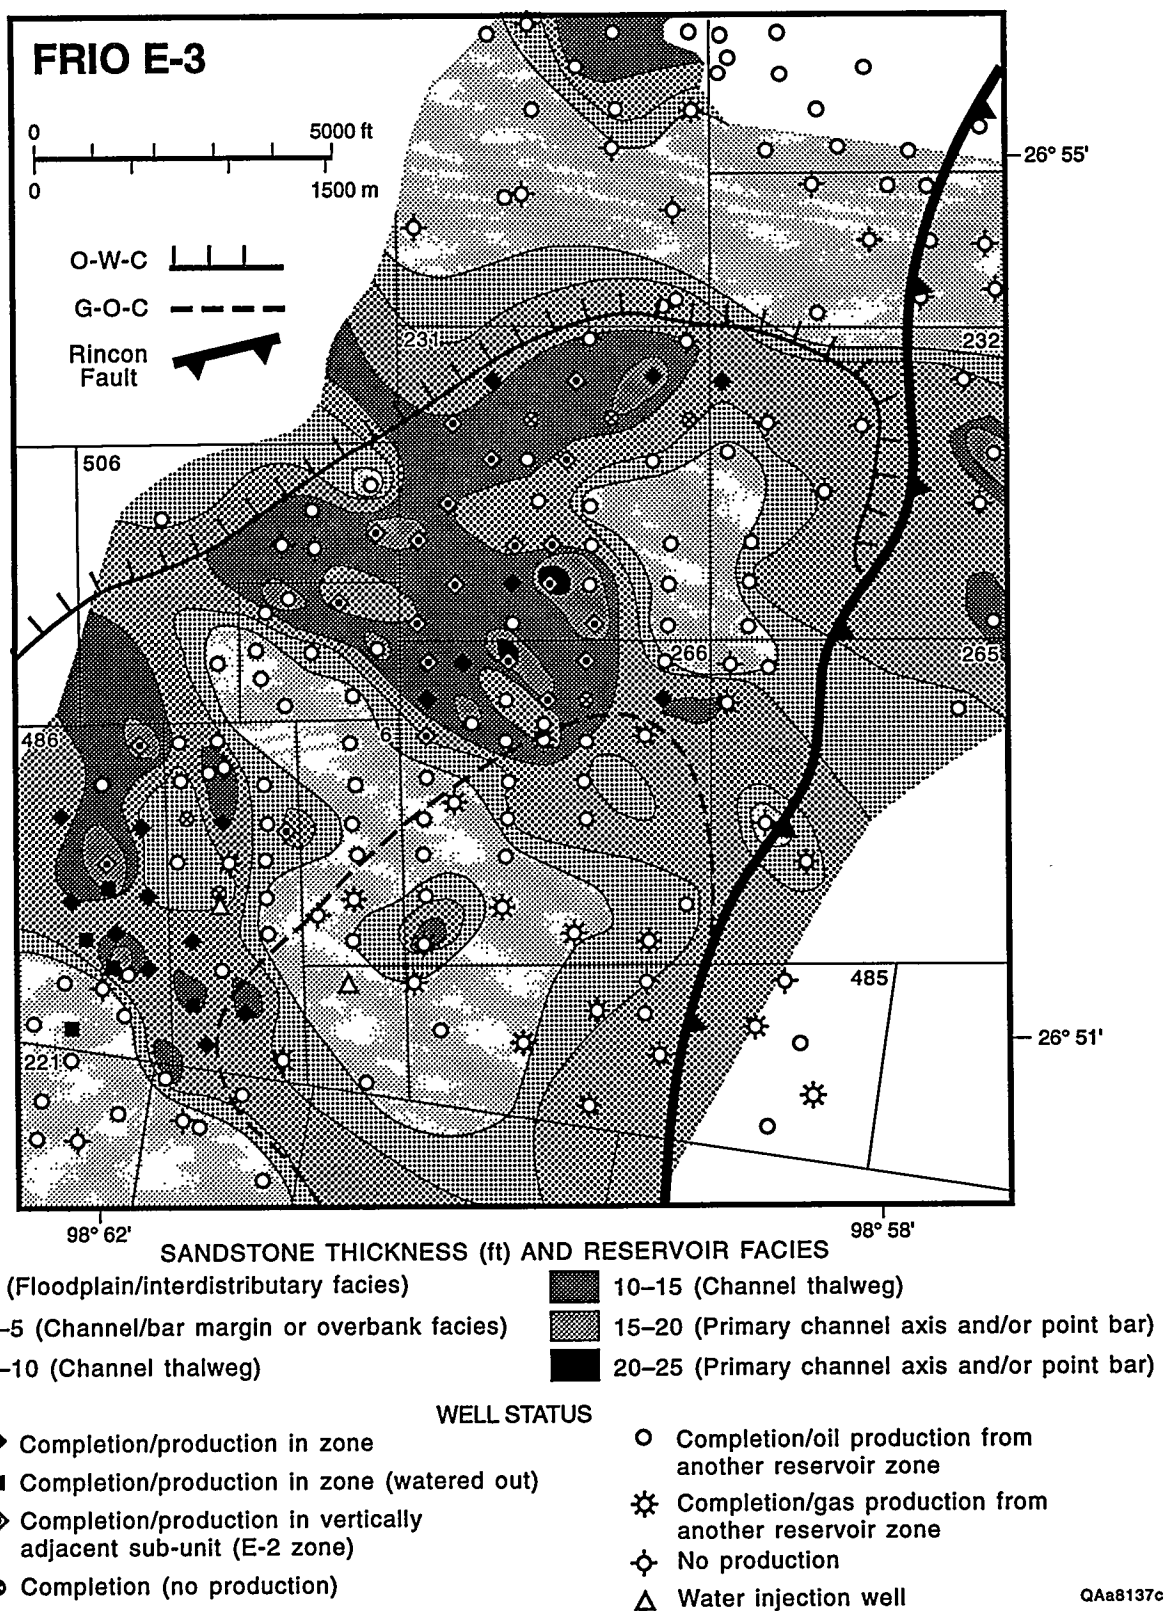 FRIO E-3
0 5000 ft
0 1500 m
O-W-C
G-O-C
Rincon
Fault
26° 55'
231
232
506
266
265
486
6
485
221
26° 51'
98° 62'
98° 58'
SANDSTONE THICKNESS (ft) AND RESERVOIR FACIES
(Floodplain/interdistributary facies)
–5 (Channel/bar margin or overbank facies)
–10 (Channel thalweg)
10–15 (Channel thalweg)
15–20 (Primary channel axis and/or point bar)
20–25 (Primary channel axis and/or point bar)
WELL STATUS
Completion/production in zone
Completion/production in zone (watered out)
Completion/production in vertically
adjacent sub-unit (E-2 zone)
Completion (no production)
Completion/oil production from
another reservoir zone
Completion/gas production from
another reservoir zone
No production
Water injection well
QAa8137c